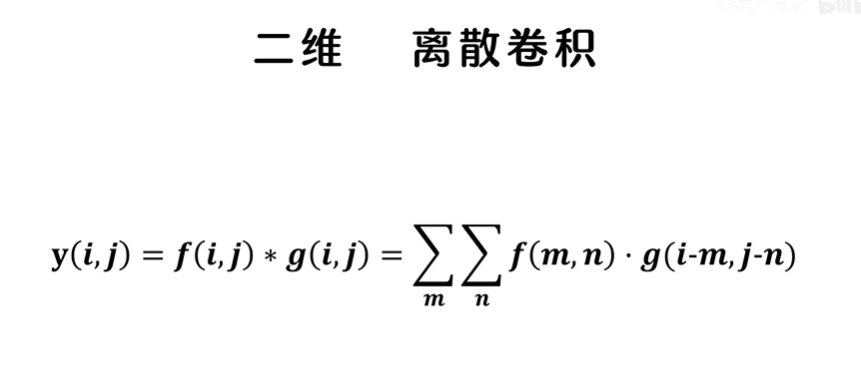 二维 离散卷积
y(i,j) = f(i,j) * g(i,j) = ∑∑ f(m,n) · g(i-m,j-n)
m n